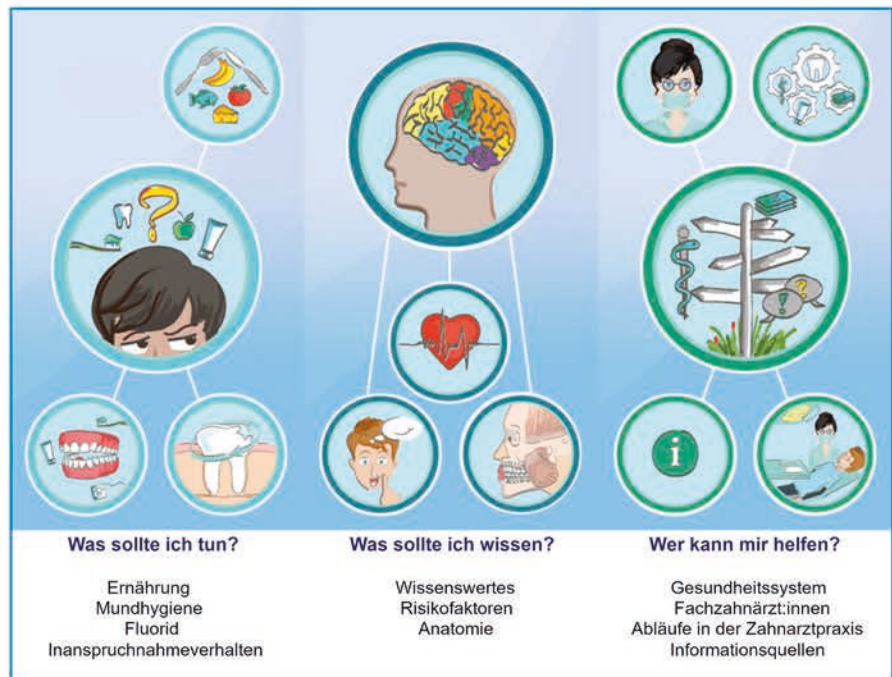 Was sollte ich tun?
Ernährung
Mundhygiene
Fluorid
Inanspruchnahmeverhalten
Was sollte ich wissen?
Wissenswertes
Risikofaktoren
Anatomie
Wer kann mir helfen?
Gesundheitssystem
Fachzahnärzt:innen
Abläufe in der Zahnarztpraxis
Informationsquellen